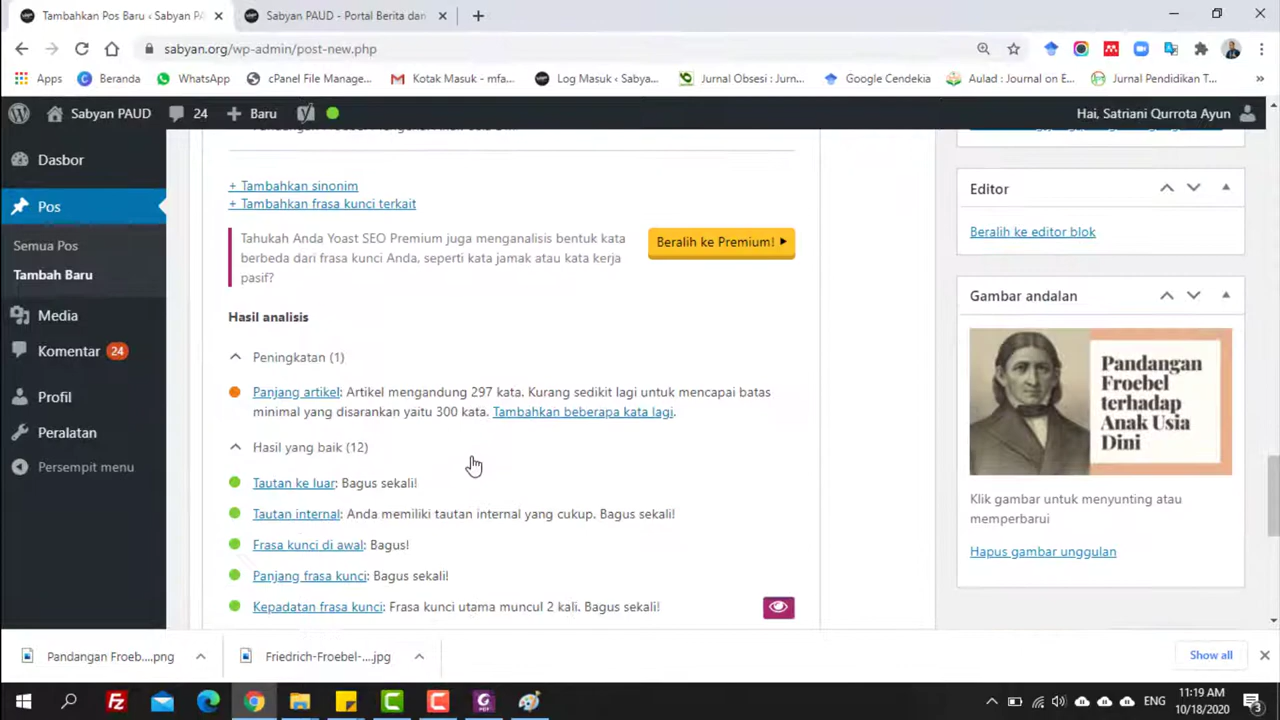 Tambahkan Pos Baru ‹ Sabyan PA
Sabyan PAUD - Portal Berita dan
sabyan.org/wp-admin/post-new.php
Apps
Beranda
WhatsApp
cPanel File Manage...
Kotak Masuk - mfa...
Log Masuk ‹ Sabya...
Jurnal Obsesi : Jurn...
Google Cendekia
Aulad : Journal on E...
Jurnal Pendidikan T...
»
Sabyan PAUD
24
Baru
Hai, Satriani Qurrota Ayun
Dasbor
Pos
Semua Pos
Tambah Baru
Media
Komentar 24
Profil
Peralatan
Persempit menu
+ Tambahkan sinonim
+ Tambahkan frasa kunci terkait
Tahukah Anda Yoast SEO Premium juga menganalisis bentuk kata
berbeda dari frasa kunci Anda, seperti kata jamak atau kata kerja
pasif?
Beralih ke Premium!
Hasil analisis
Peningkatan (1)
Panjang artikel: Artikel mengandung 297 kata. Kurang sedikit lagi untuk mencapai batas
minimal yang disarankan yaitu 300 kata. Tambahkan beberapa kata lagi.
Hasil yang baik (12)
Tautan ke luar: Bagus sekali!
Tautan internal: Anda memiliki tautan internal yang cukup. Bagus sekali!
Frasa kunci di awal: Bagus!
Panjang frasa kunci: Bagus sekali!
Kepadatan frasa kunci: Frasa kunci utama muncul 2 kali. Bagus sekali!
Editor
Beralih ke editor blok
Gambar andalan
Pandangan
Froebel
terhadap
Anak Usia
Dini
Klik gambar untuk menyunting atau
memperbarui
Hapus gambar unggulan
Pandangan Froeb....png
Friedrich-Froebel-....jpg
Show all
ENG
11:19 AM
10/18/2020
3